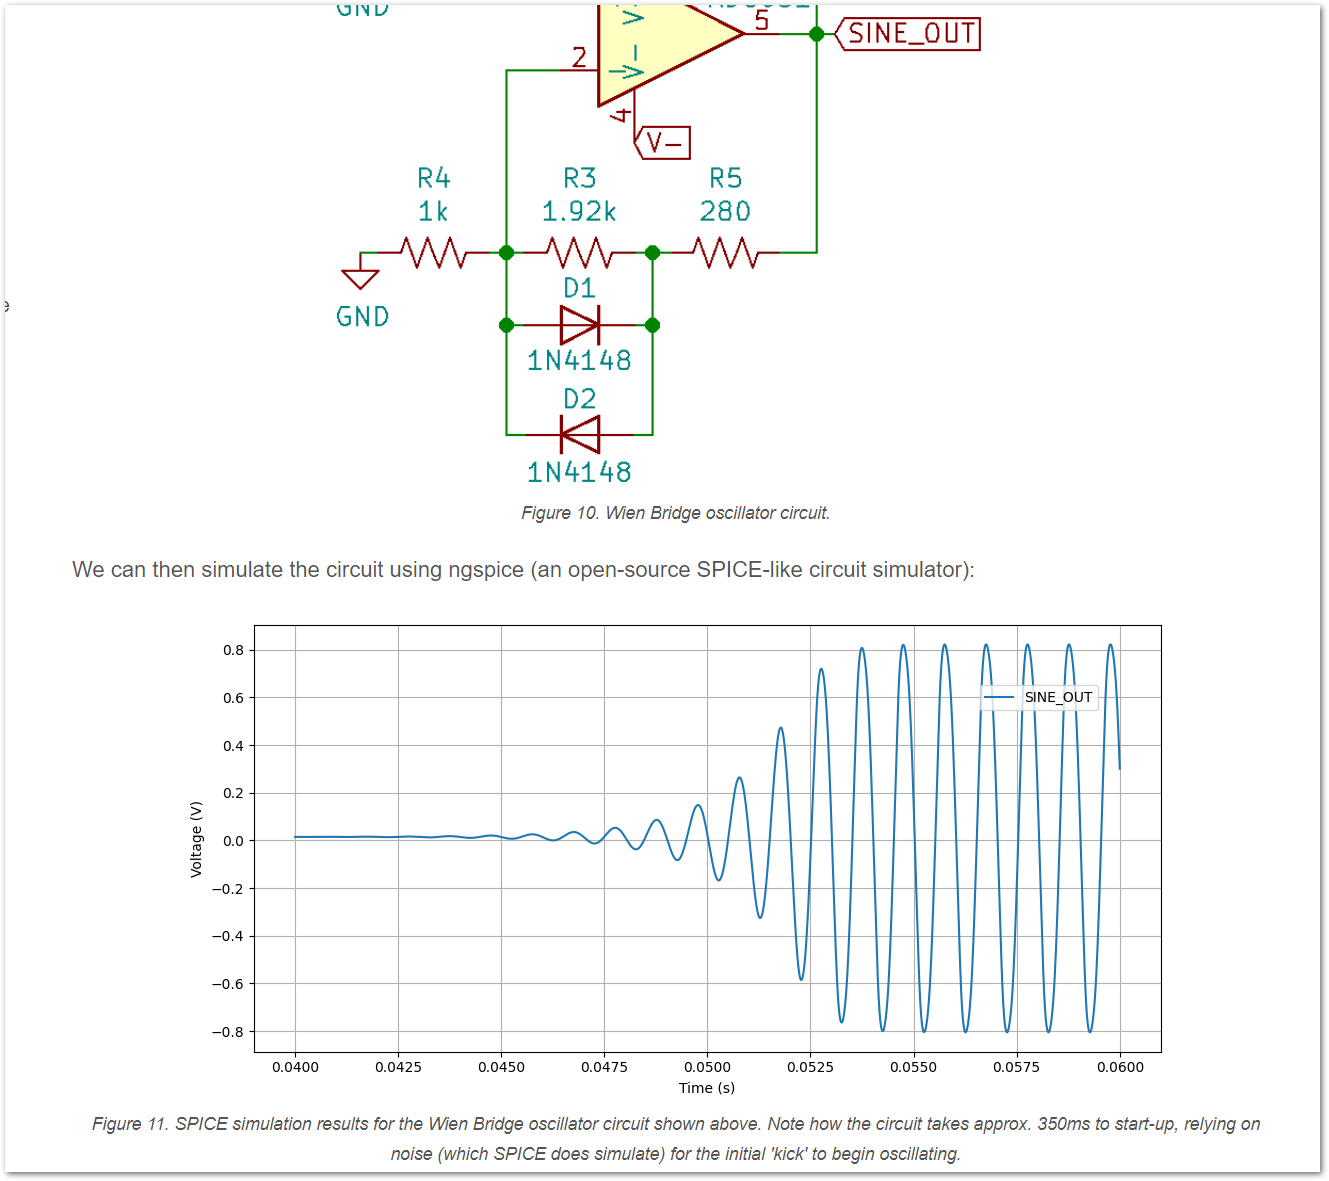 GND
5
SINE_OUT
2
V-
4
V-
R4
R3
R5
1k
1.92k
280
D1
GND
1N4148
D2
1N4148
Figure 10. Wien Bridge oscillator circuit.
We can then simulate the circuit using ngspice (an open-source SPICE-like circuit simulator):
0.8
0.6
SINE_OUT
0.4
0.2
0.0
−0.2
−0.4
−0.6
−0.8
Voltage (V)
0.0400 0.0425 0.0450 0.0475 0.0500 0.0525 0.0550 0.0575 0.0600
Time (s)
Figure 11. SPICE simulation results for the Wien Bridge oscillator circuit shown above. Note how the circuit takes approx. 350ms to start-up, relying on
noise (which SPICE does simulate) for the initial 'kick' to begin oscillating.